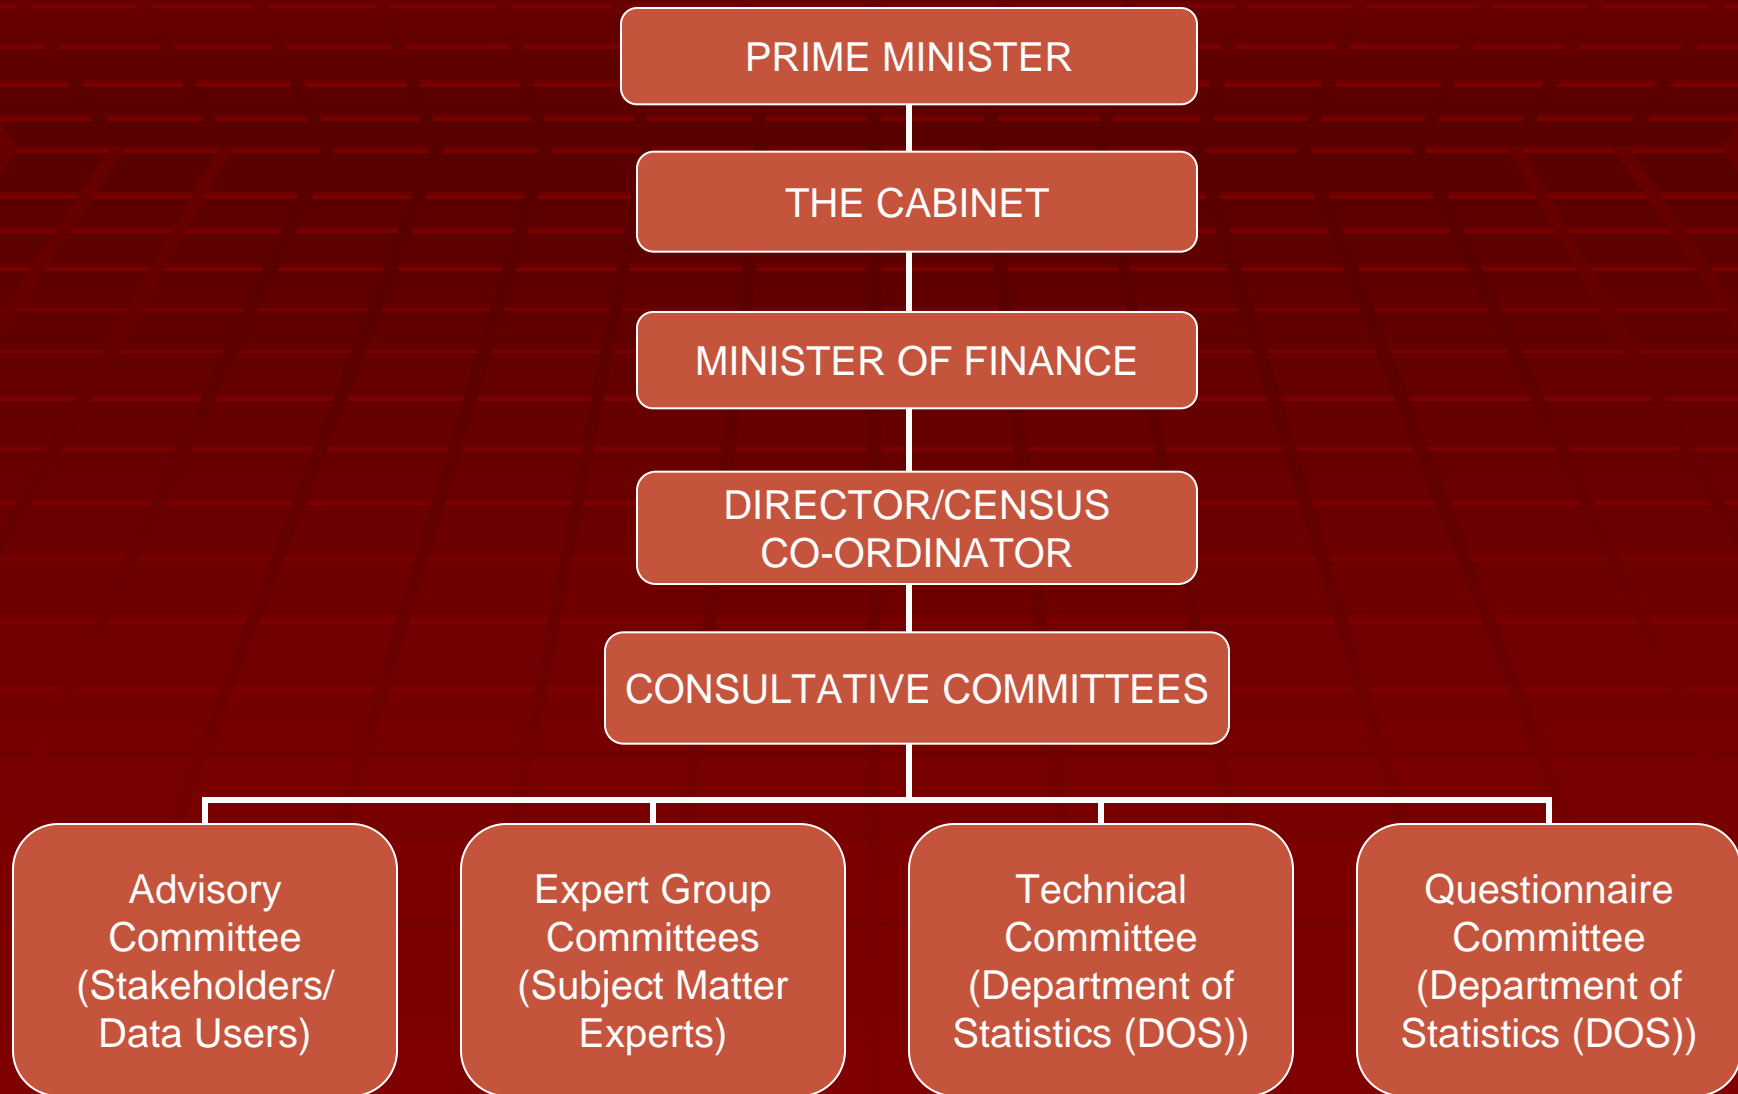 PRIME MINISTER
THE CABINET
MINISTER OF FINANCE
DIRECTOR/CENSUS
CO-ORDINATOR
CONSULTATIVE COMMITTEES
Advisory
Committee
(Stakeholders/
Data Users)
Expert Group
Committees
(Subject Matter
Experts)
Technical
Committee
(Department of
Statistics (DOS))
Questionnaire
Committee
(Department of
Statistics (DOS))